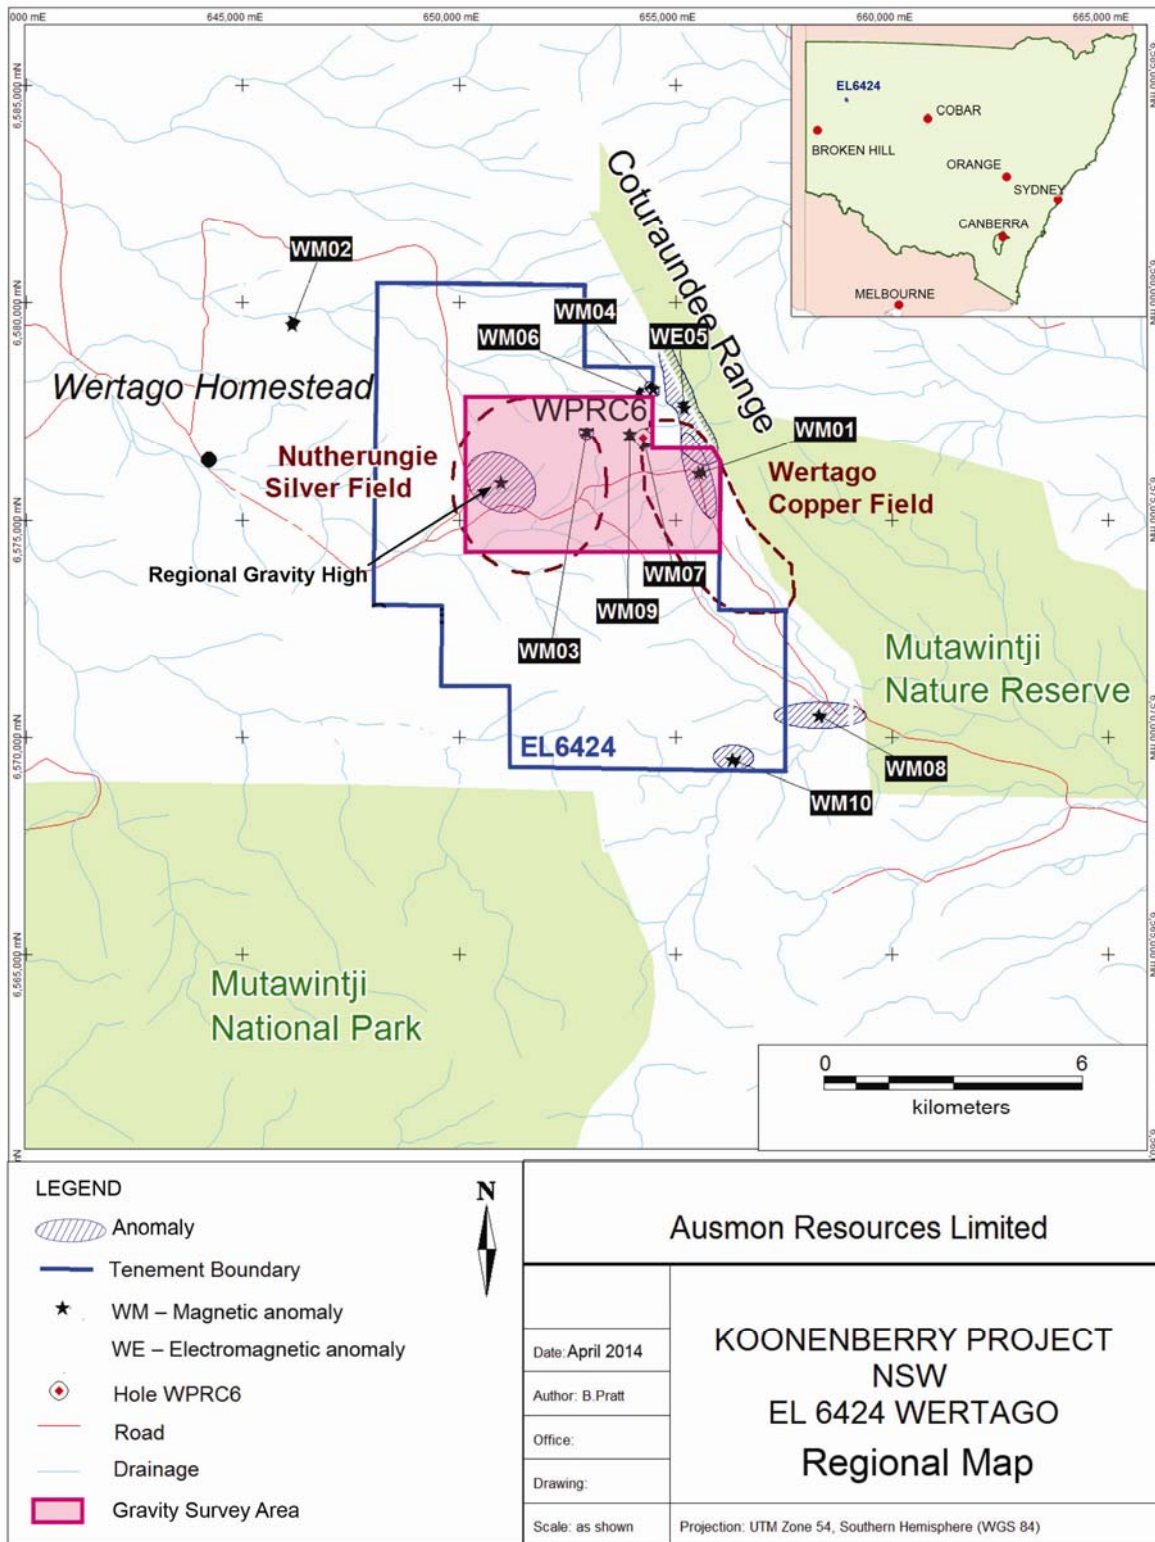 000 mE
645,000 mE
650,000 mE
655,000 mE
660,000 mE
665,000 mE
6,585,000 mN
6,580,000 mN
6,575,000 mN
6,570,000 mN
6,565,000 mN
EL6424
COBAR
BROKEN HILL
ORANGE
SYDNEY
CANBERRA
MELBOURNE
Coturaundee Range
WM02
WM04
WM06
WE05
Wertago Homestead
WPRC6
WM01
Nutherungie
Silver Field
Wertago
Copper Field
Regional Gravity High
WM07
WM09
WM03
Mutawintji
Nature Reserve
EL6424
WM08
WM10
Mutawintji
National Park
0 6
kilometers
LEGEND
N
Anomaly
Tenement Boundary
WM – Magnetic anomaly
WE – Electromagnetic anomaly
Hole WPRC6
Road
Drainage
Gravity Survey Area
Ausmon Resources Limited
Date: April 2014
Author: B.Pratt
Office:
Drawing:
Scale: as shown
KOONENBERRY PROJECT
NSW
EL 6424 WERTAGO
Regional Map
Projection: UTM Zone 54, Southern Hemisphere (WGS 84)